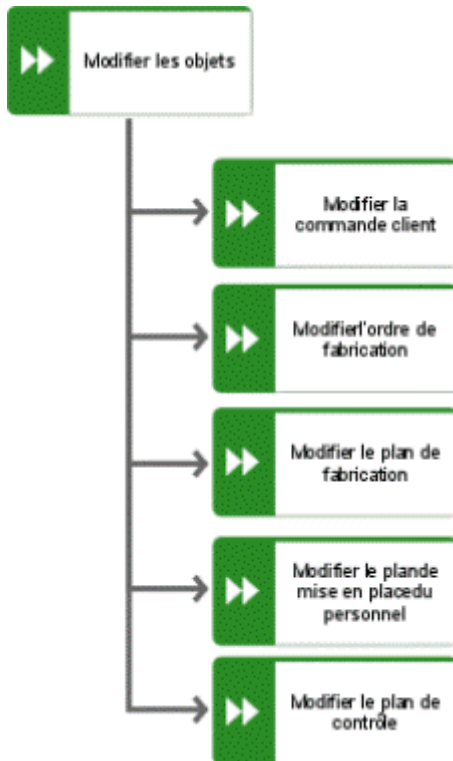 Modifier les objets
Modifier la
commande client
Modifierl'ordre de
fabrication
Modifier le plan de
fabrication
Modifier le plande
mise en placedu
personnel
Modifier le plan de
contrôle